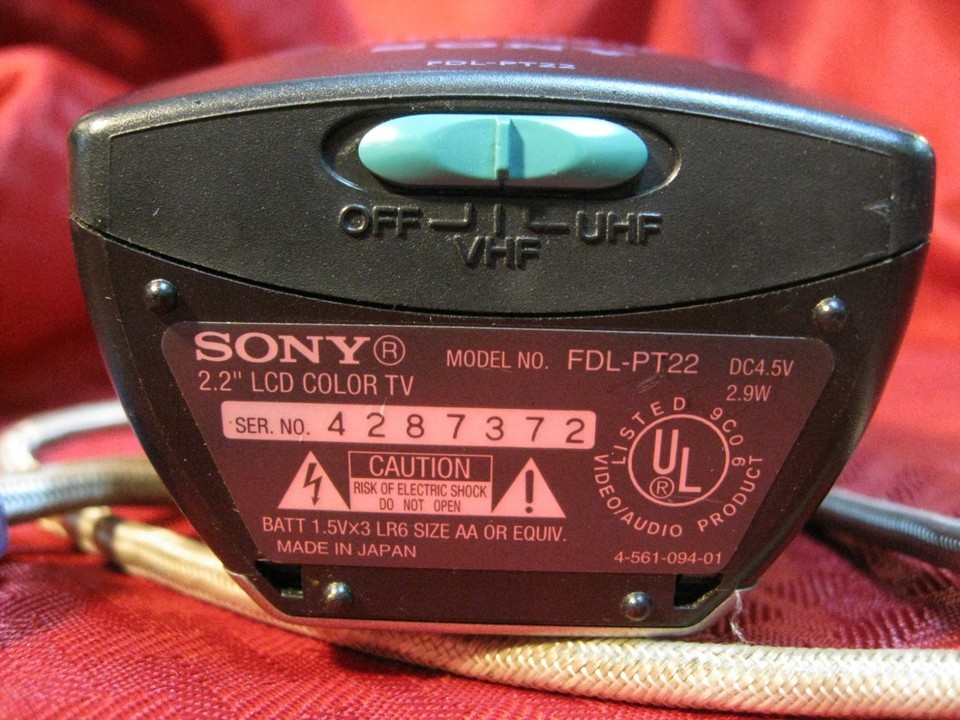 FDL-PT22
OFF VHF UHF
SONY®
MODEL NO. FDL-PT22
DC4.5V
2.9W
2.2" LCD COLOR TV
SER. NO. 4287372
LISTED 9C09
UL®
VIDEO/AUDIO PRODUCT
CAUTION
RISK OF ELECTRIC SHOCK
DO NOT OPEN
!
BATT 1.5V×3 LR6 SIZE AA OR EQUIV.
MADE IN JAPAN
4-561-094-01